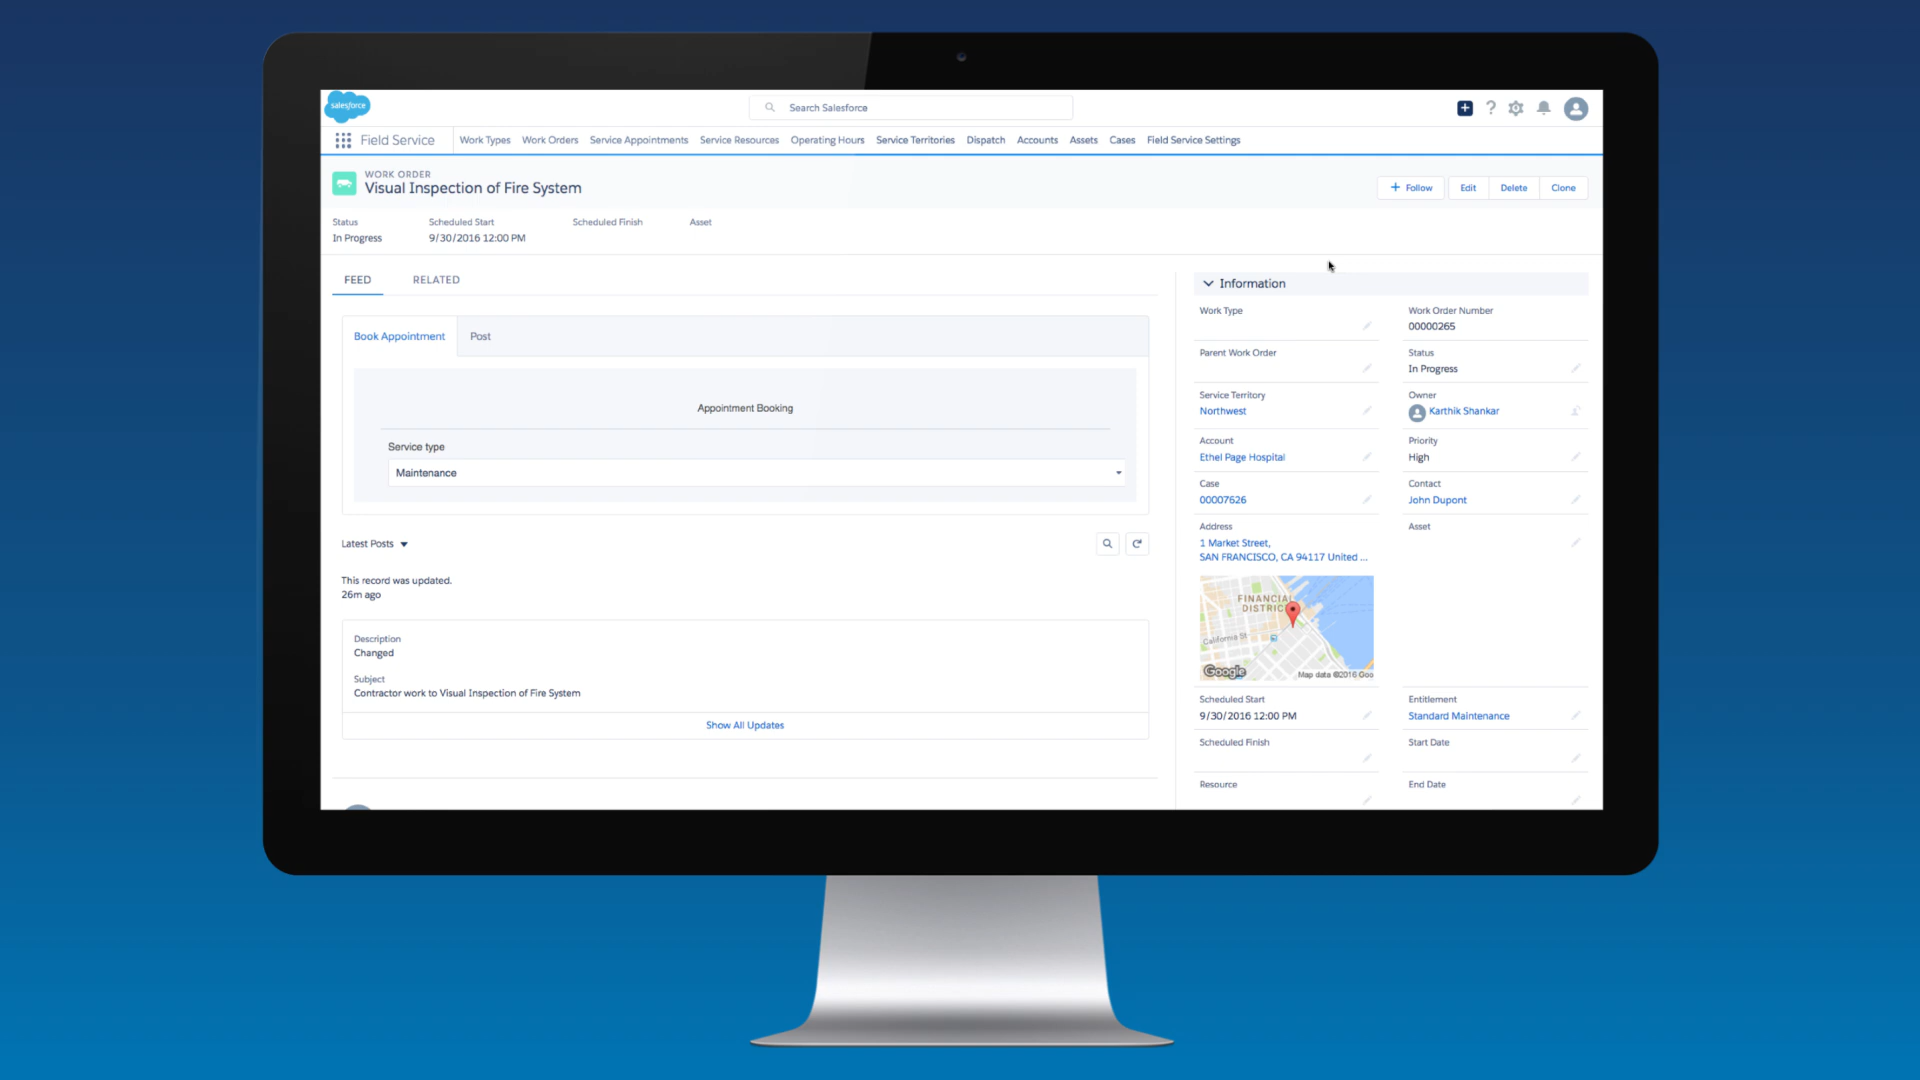 salesforce
Search Salesforce
Field Service
Work Types Work Orders Service Appointments Service Resources Operating Hours Service Territories Dispatch Accounts Assets Cases Field Service Settings
WORK ORDER
Visual Inspection of Fire System
+ Follow Edit Delete Clone
Status Scheduled Start Scheduled Finish Asset
In Progress 9/30/2016 12:00 PM
FEED RELATED
Book Appointment Post
Appointment Booking
Service type
Maintenance
Latest Posts
This record was updated.
26m ago
Description
Changed
Subject
Contractor work to Visual Inspection of Fire System
Show All Updates
Information
Work Type Work Order Number
00000265
Parent Work Order Status
In Progress
Service Territory Owner
Northwest Karthik Shankar
Account Priority
Ethel Page Hospital High
Case Contact
00007626 John Dupont
Address Asset
1 Market Street,
SAN FRANCISCO, CA 94117 United ...
FINANCIAL
DISTRIC
California St
Google Map data ©2016 Goo
Scheduled Start Entitlement
9/30/2016 12:00 PM Standard Maintenance
Scheduled Finish Start Date
Resource End Date